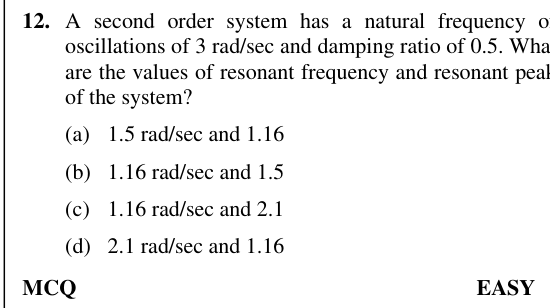 12. A second order system has a natural frequency o
oscillations of 3 rad/sec and damping ratio of 0.5. Wha
are the values of resonant frequency and resonant peak
of the system?
(a) 1.5 rad/sec and 1.16
(b) 1.16 rad/sec and 1.5
(c) 1.16 rad/sec and 2.1
(d) 2.1 rad/sec and 1.16
MCQ EASY